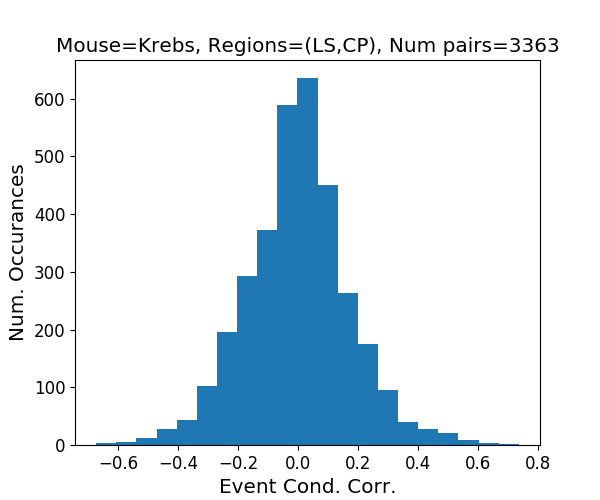 Mouse=Krebs, Regions=(LS,CP), Num pairs=3363
Num. Occurances
600
500
400
300
200
100
0
−0.6 −0.4 −0.2 0.0 0.2 0.4 0.6 0.8
Event Cond. Corr.